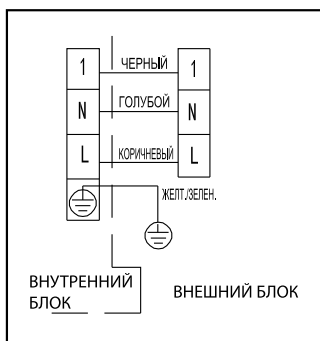 1 ЧЕРНЫЙ 1
N ГОЛУБОЙ N
L КОРИЧНЕВЫЙ L
ЖЕЛТ./ЗЕЛЕН.
ВНУТРЕННИЙ
БЛОК
ВНЕШНИЙ БЛОК